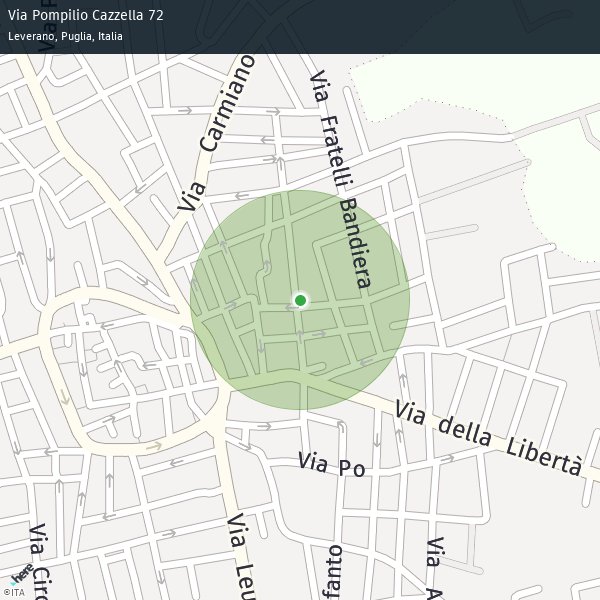 Via Pompilio Cazzella 72
Leverano, Puglia, Italia
Via Carmiano
Via Fratelli Bandiera
Via della Libertà
Via Po
Via
here
©ITA